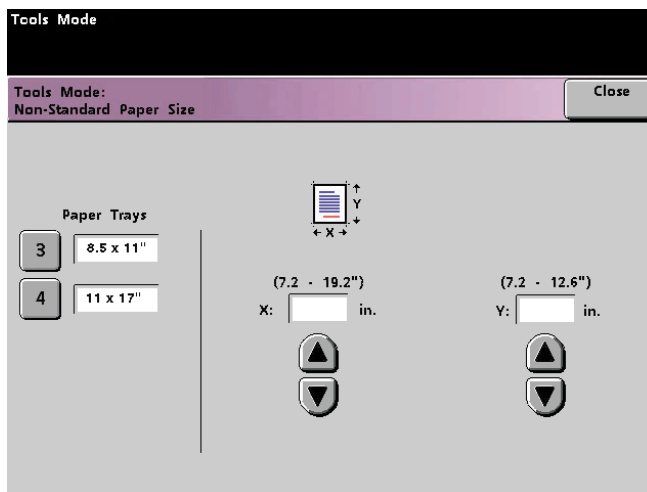 Tools Mode
Tools Mode:
Non-Standard Paper Size
Close
Paper Trays
3
8.5 x 11"
4
11 x 17"
Y
X
(7.2 - 19.2")
X:
in.
(7.2 - 12.6")
Y:
in.